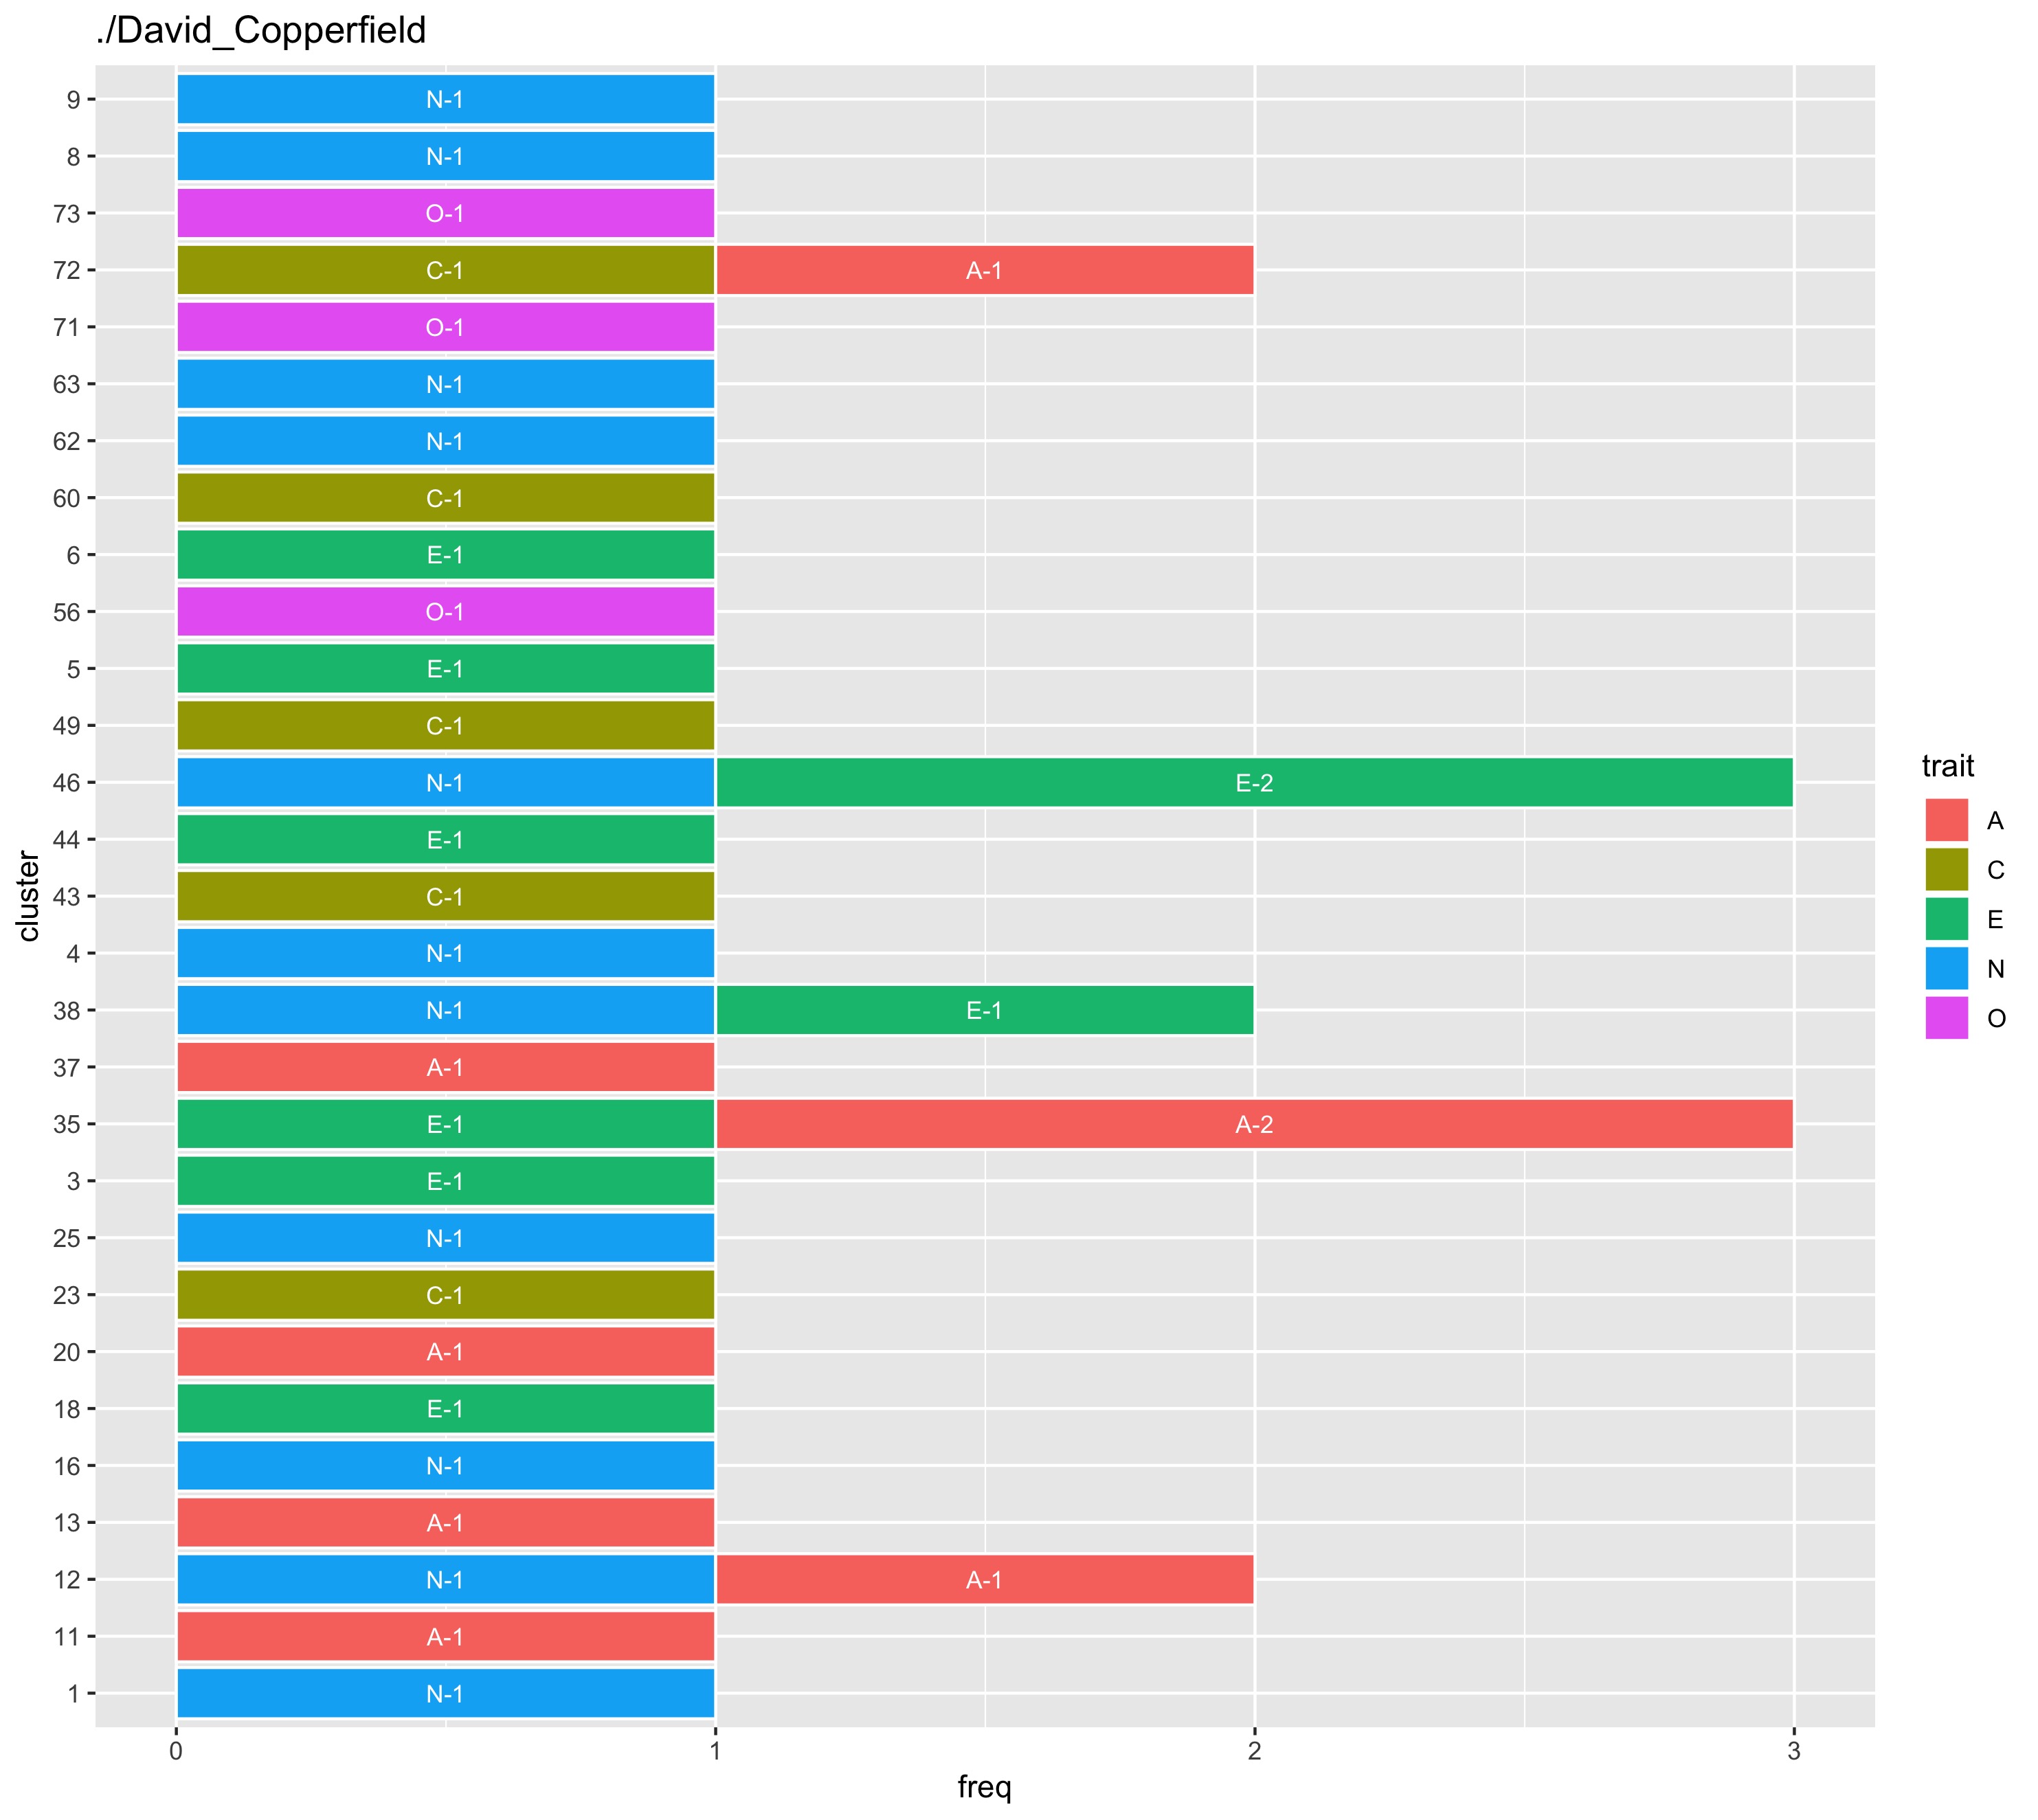 ./David_Copperfield
9 N-1
8 N-1
73 O-1
72 C-1 A-1
71 O-1
63 N-1
62 N-1
60 C-1
6 E-1
56 O-1
5 E-1
49 C-1
46 N-1 E-2
44 E-1
43 C-1
4 N-1
38 N-1 E-1
37 A-1
35 E-1 A-2
3 E-1
25 N-1
23 C-1
20 A-1
18 E-1
16 N-1
13 A-1
12 N-1 A-1
11 A-1
1 N-1
0 1 2 3
freq
cluster
trait
A
C
E
N
O